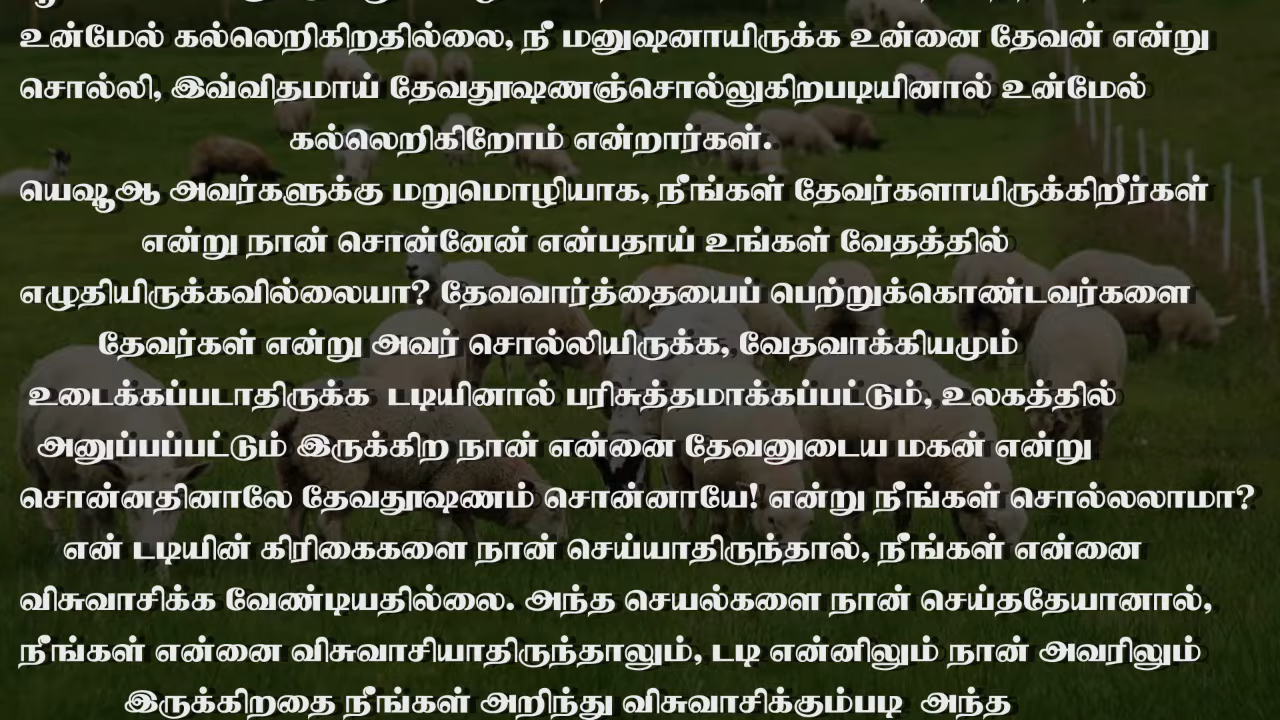 உன்மேல் கல்லெறிகிறதில்லை, நீ மனுஷனாயிருக்க உன்னை தேவன் என்று
சொல்லி, இவ்விதமாய் தேவதூஷணஞ்சொல்லுகிறபடியினால் உன்மேல்
கல்லெறிகிறோம் என்றார்கள்.
யெஷூஆ அவர்களுக்கு மறுமொழியாக, நீங்கள் தேவர்களாயிருக்கிறீர்கள்
என்று நான் சொன்னேன் என்பதாய் உங்கள் வேதத்தில்
எழுதியிருக்கவில்லையா? தேவவார்த்தையைப் பெற்றுக்கொண்டவர்களை
தேவர்கள் என்று அவர் சொல்லியிருக்க, வேதவாக்கியமும்
உடைக்கப்படாதிருக்க டடியினால் பரிசுத்தமாக்கப்பட்டும், உலகத்தில்
அனுப்பப்பட்டும் இருக்கிற நான் என்னை தேவனுடைய மகன் என்று
சொன்னதினாலே தேவதூஷணம் சொன்னாயே! என்று நீங்கள் சொல்லலாமா?
என் டடியின் கிரிகைகளை நான் செய்யாதிருந்தால், நீங்கள் என்னை
விசுவாசிக்க வேண்டியதில்லை. அந்த செயல்களை நான் செய்ததேயானால்,
நீங்கள் என்னை விசுவாசியாதிருந்தாலும், டடி என்னிலும் நான் அவரிலும்
இருக்கிறதை நீங்கள் அறிந்து விசுவாசிக்கும்படி அந்த